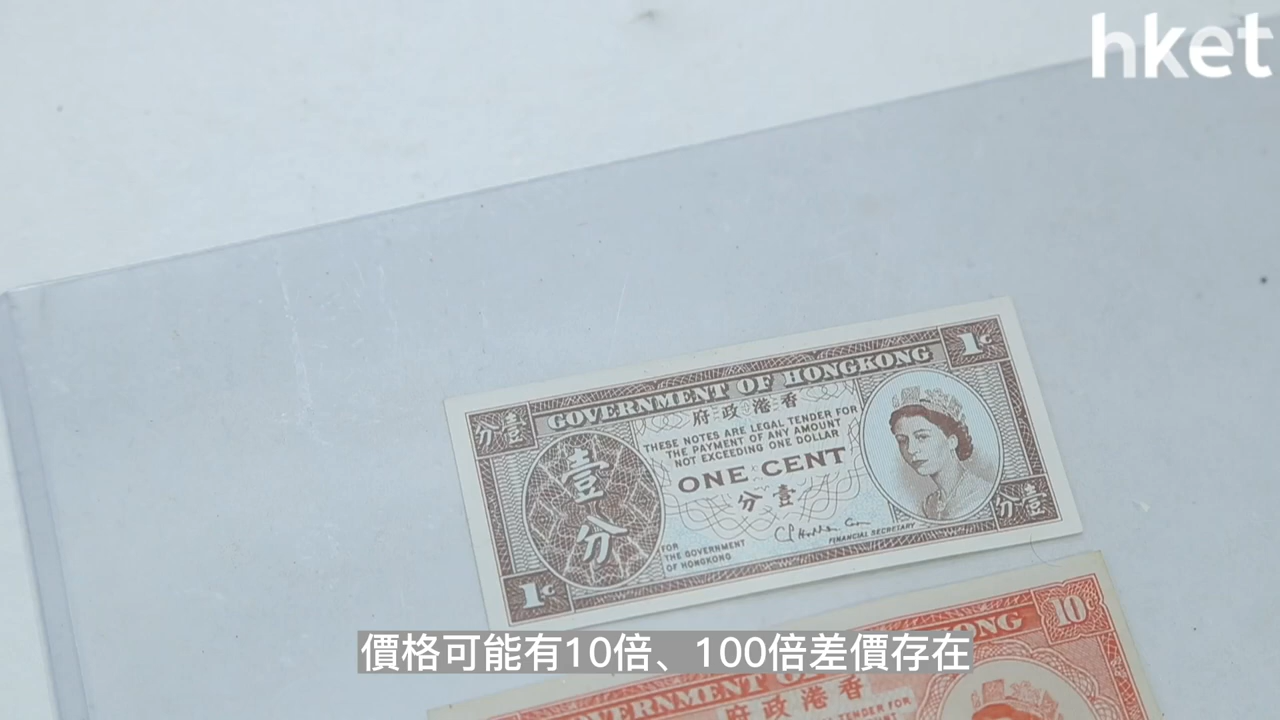 hket
GOVERNMENT OF HONGKONG
1¢
分壹
府政港香
THESE NOTES ARE LEGAL TENDER FOR
THE PAYMENT OF ANY AMOUNT
NOT EXCEEDING ONE DOLLAR
ONE CENT
分壹
壹
分
FOR
THE GOVERNMENT
OF HONGKONG
FINANCIAL SECRETARY
分壹
1¢
10¢
GOVERNMENT OF HONGKONG
府政港香
TENDER FOR
價格可能有10倍、100倍差價存在